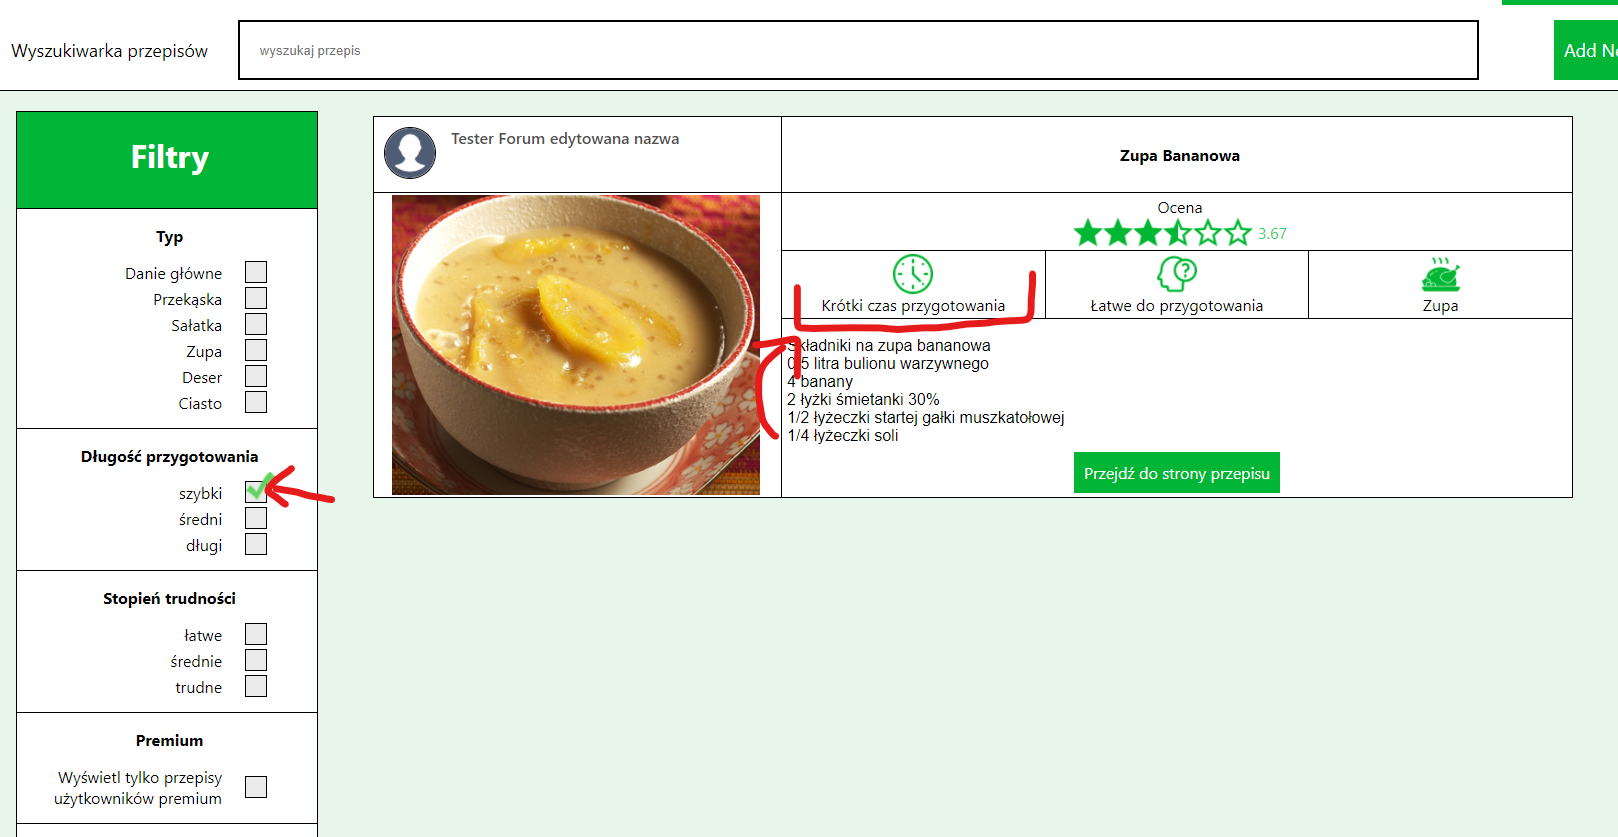 Wyszukiwarka przepisów
wyszukaj przepis
Add Ne
Filtry
Typ
Danie główne
Przekąska
Sałatka
Zupa
Deser
Ciasto
Długość przygotowania
szybki
średni
długi
Stopień trudności
łatwe
średnie
trudne
Premium
Wyświetl tylko przepisy
użytkowników premium
Tester Forum edytowana nazwa
Zupa Bananowa
Ocena
3.67
Krótki czas przygotowania
Łatwe do przygotowania
Zupa
Składniki na zupa bananowa
0,5 litra bulionu warzywnego
4 banany
2 łyżki śmietanki 30%
1/2 łyżeczki startej gałki muszkatołowej
1/4 łyżeczki soli
Przejdź do strony przepisu